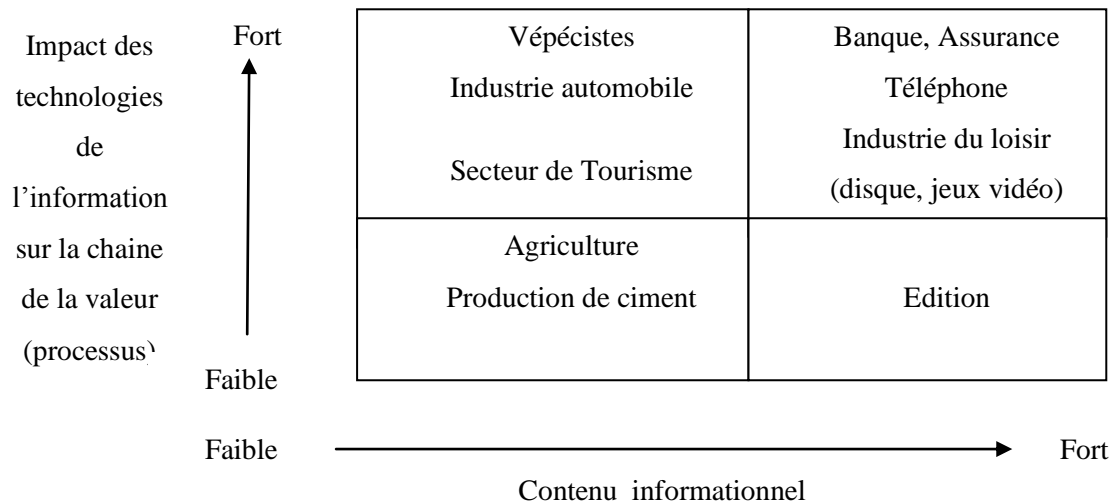 Impact des
technologies
de
l’information
sur la chaine
de la valeur
(processus)
Fort
Faible
Vépécistes
Industrie automobile
Secteur de Tourisme
Banque, Assurance
Téléphone
Industrie du loisir
(disque, jeux vidéo)
Agriculture
Production de ciment
Edition
Faible
Fort
Contenu informationnel